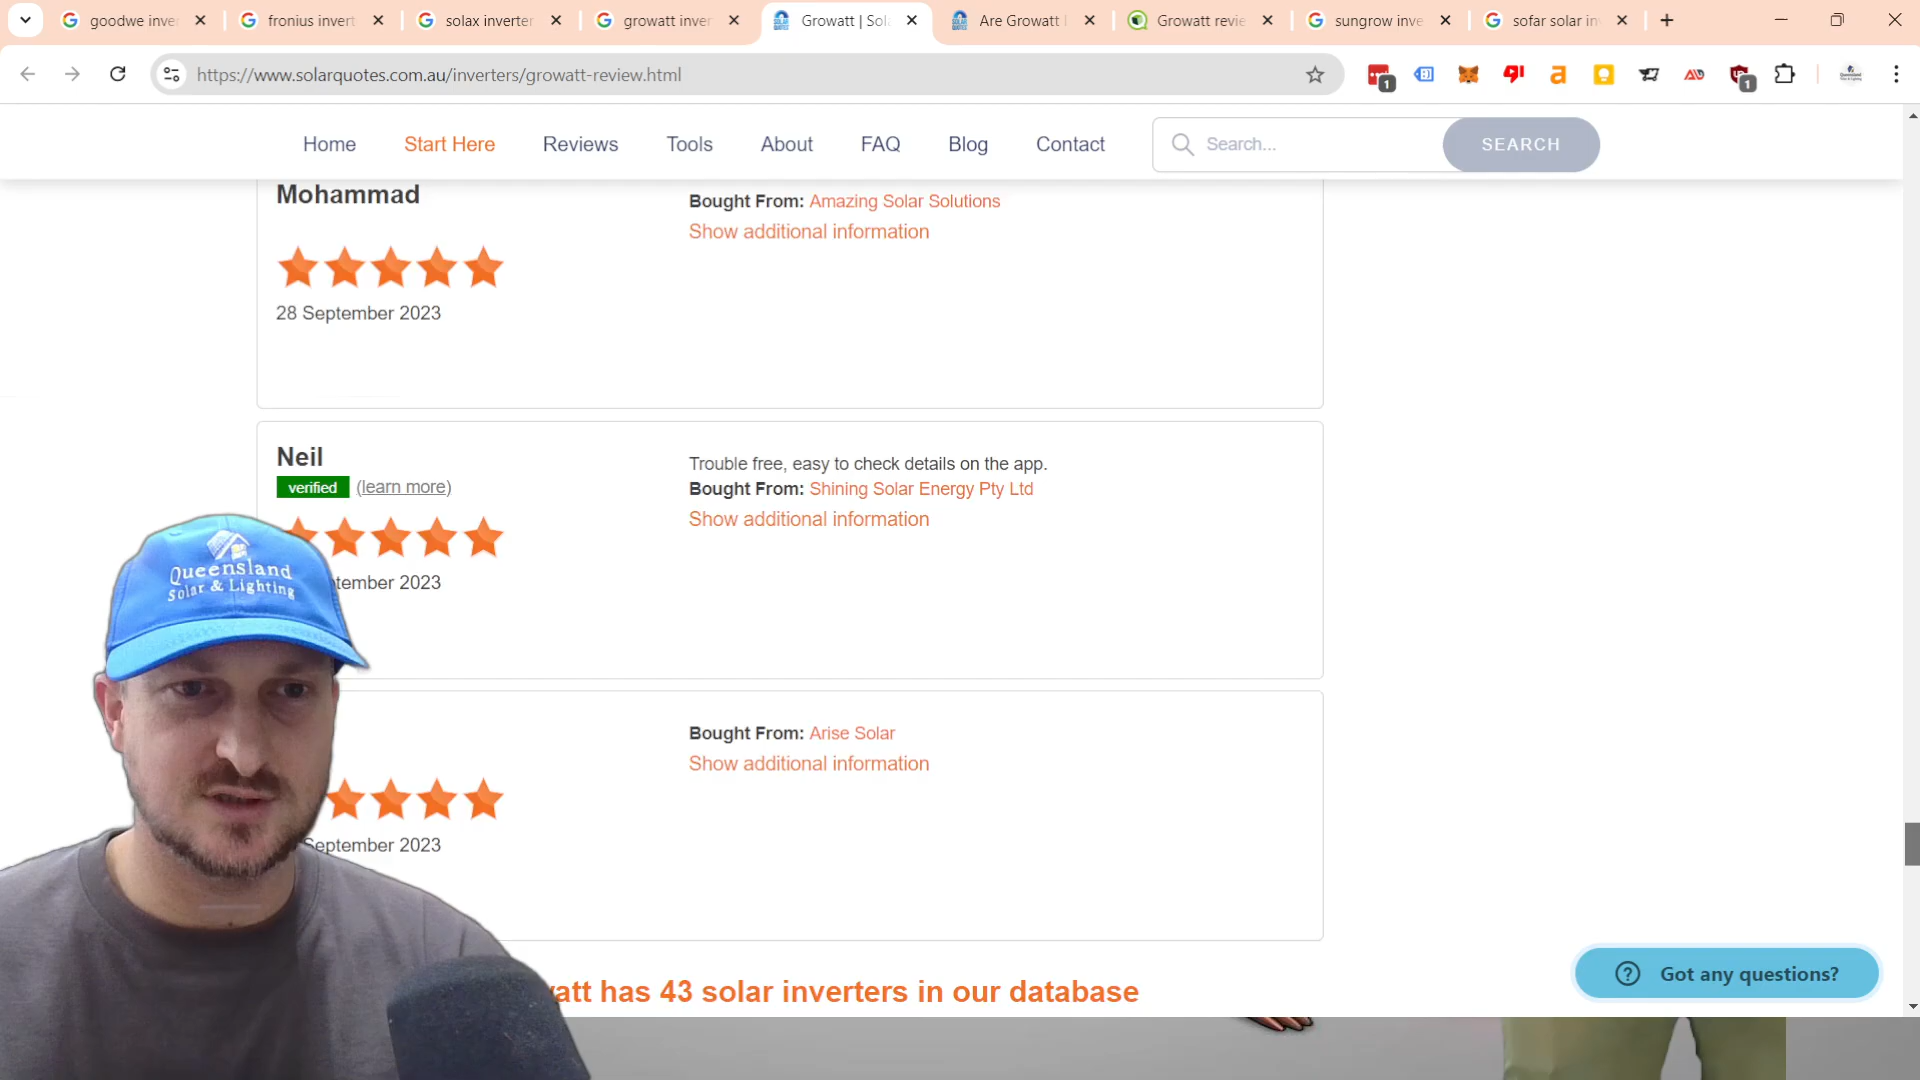 goodwe inver
fronius invert
solax inverter
growatt inver
Growatt | Sol
Are Growatt
Growatt revie
sungrow inve
sofar solar in
https://www.solarquotes.com.au/inverters/growatt-review.html
1
1
Home
Start Here
Reviews
Tools
About
FAQ
Blog
Contact
Search...
SEARCH
Mohammad
Bought From: Amazing Solar Solutions
Show additional information
28 September 2023
Neil
verified (learn more)
Trouble free, easy to check details on the app.
Bought From: Shining Solar Energy Pty Ltd
Show additional information
tember 2023
Queensland
Solar & Lighting
Bought From: Arise Solar
Show additional information
September 2023
att has 43 solar inverters in our database
Got any questions?